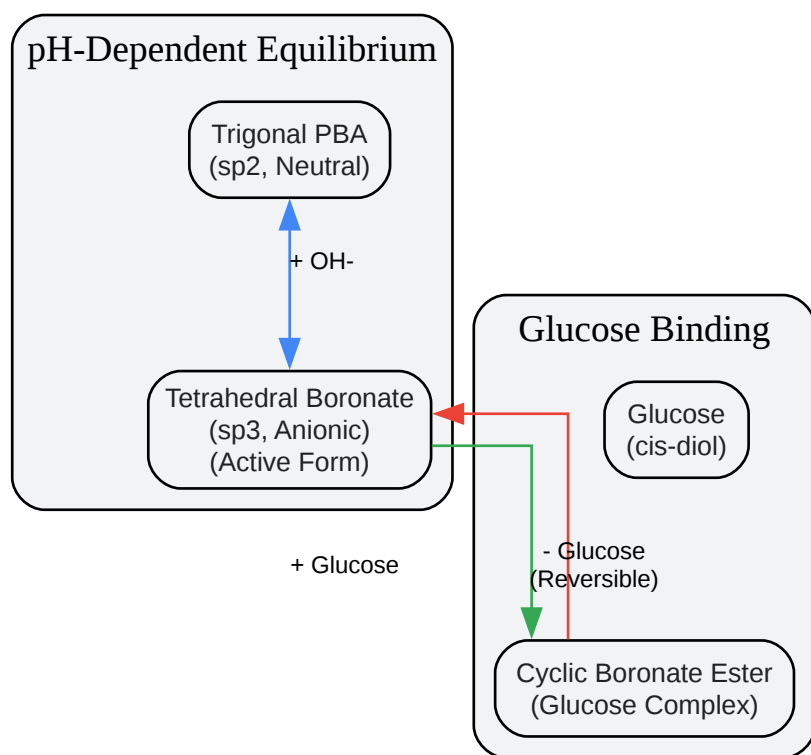 pH-Dependent Equilibrium
Trigonal PBA
(sp2, Neutral)
+ OH-
Tetrahedral Boronate
(sp3, Anionic)
(Active Form)
Glucose Binding
Glucose
(cis-diol)
+ Glucose
- Glucose
(Reversible)
Cyclic Boronate Ester
(Glucose Complex)